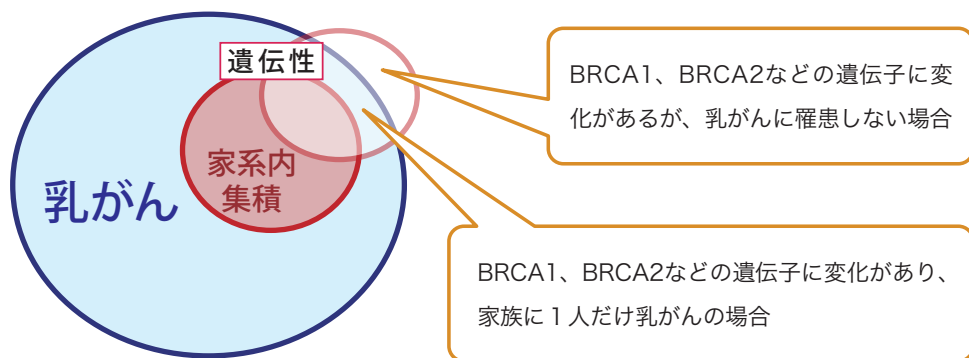 遺伝性
家系内
集積
乳がん
BRCA1、BRCA2などの遺伝子に変
化があるが、乳がんに罹患しない場合
BRCA1、BRCA2などの遺伝子に変化があり、
家族に１人だけ乳がんの場合